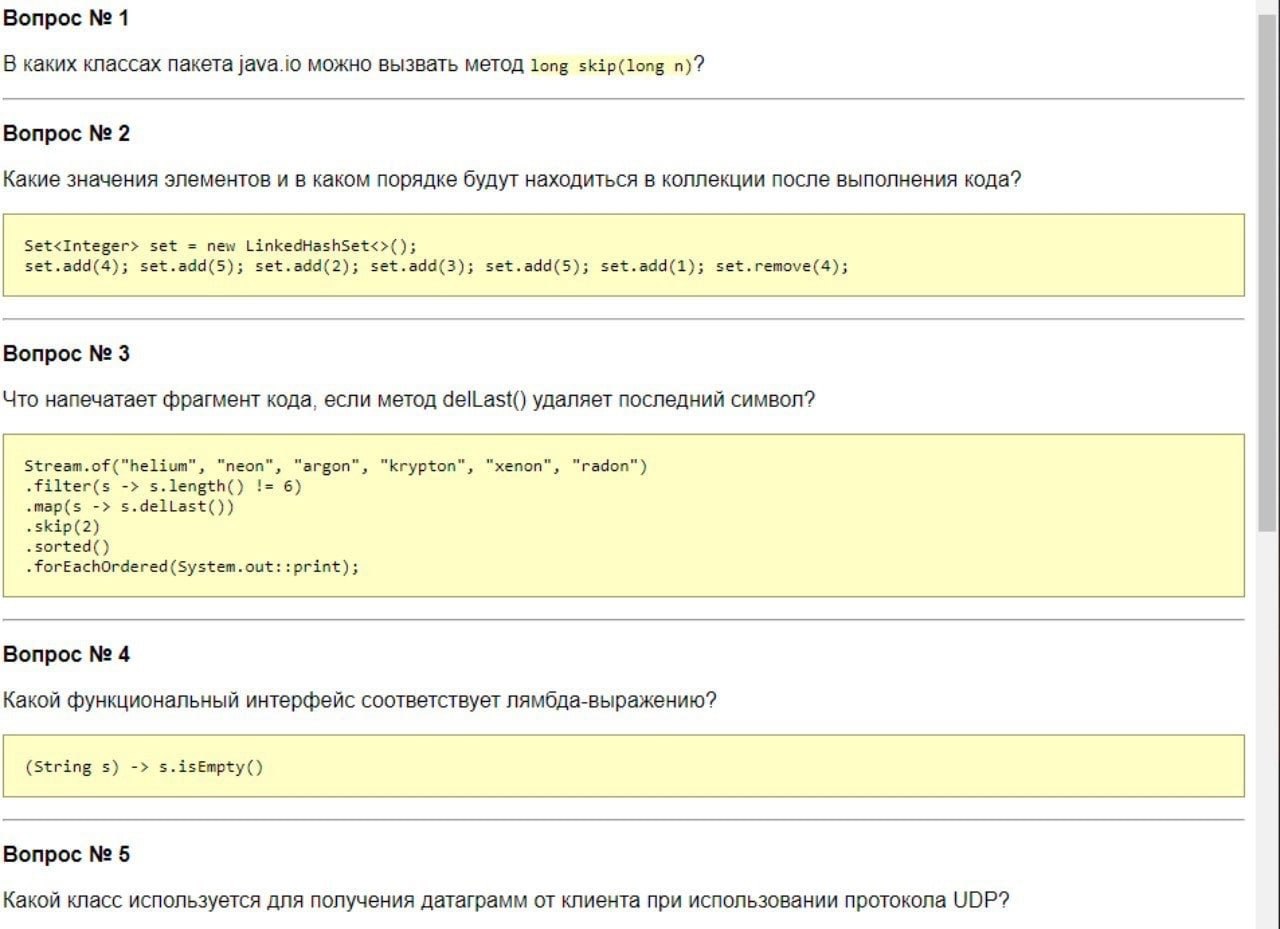 Вопрос № 1
В каких классах пакета java.io можно вызвать метод long skip(long n)?
Вопрос № 2
Какие значения элементов и в каком порядке будут находиться в коллекции после выполнения кода?
Set<Integer> set = new LinkedHashSet<>();
set.add(4); set.add(5); set.add(2); set.add(3); set.add(5); set.add(1); set.remove(4);
Вопрос № 3
Что напечатает фрагмент кода, если метод delLast() удаляет последний символ?
Stream.of("helium", "neon", "argon", "krypton", "xenon", "radon")
.filter(s -> s.length() != 6)
.map(s -> s.delLast())
.skip(2)
.sorted()
.forEachOrdered(System.out::print);
Вопрос № 4
Какой функциональный интерфейс соответствует лямбда-выражению?
(String s) -> s.isEmpty()
Вопрос № 5
Какой класс используется для получения датаграмм от клиента при использовании протокола UDP?